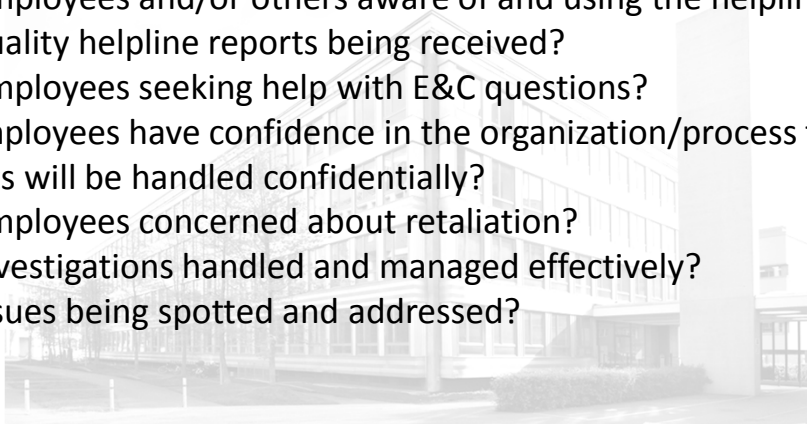 mployees and/or others aware of and using the helpli
uality helpline reports being received?
mployees seeking help with E&C questions?
mployees have confidence in the organization/process
s will be handled confidentially?
mployees concerned about retaliation?
vestigations handled and managed effectively?
sues being spotted and addressed?